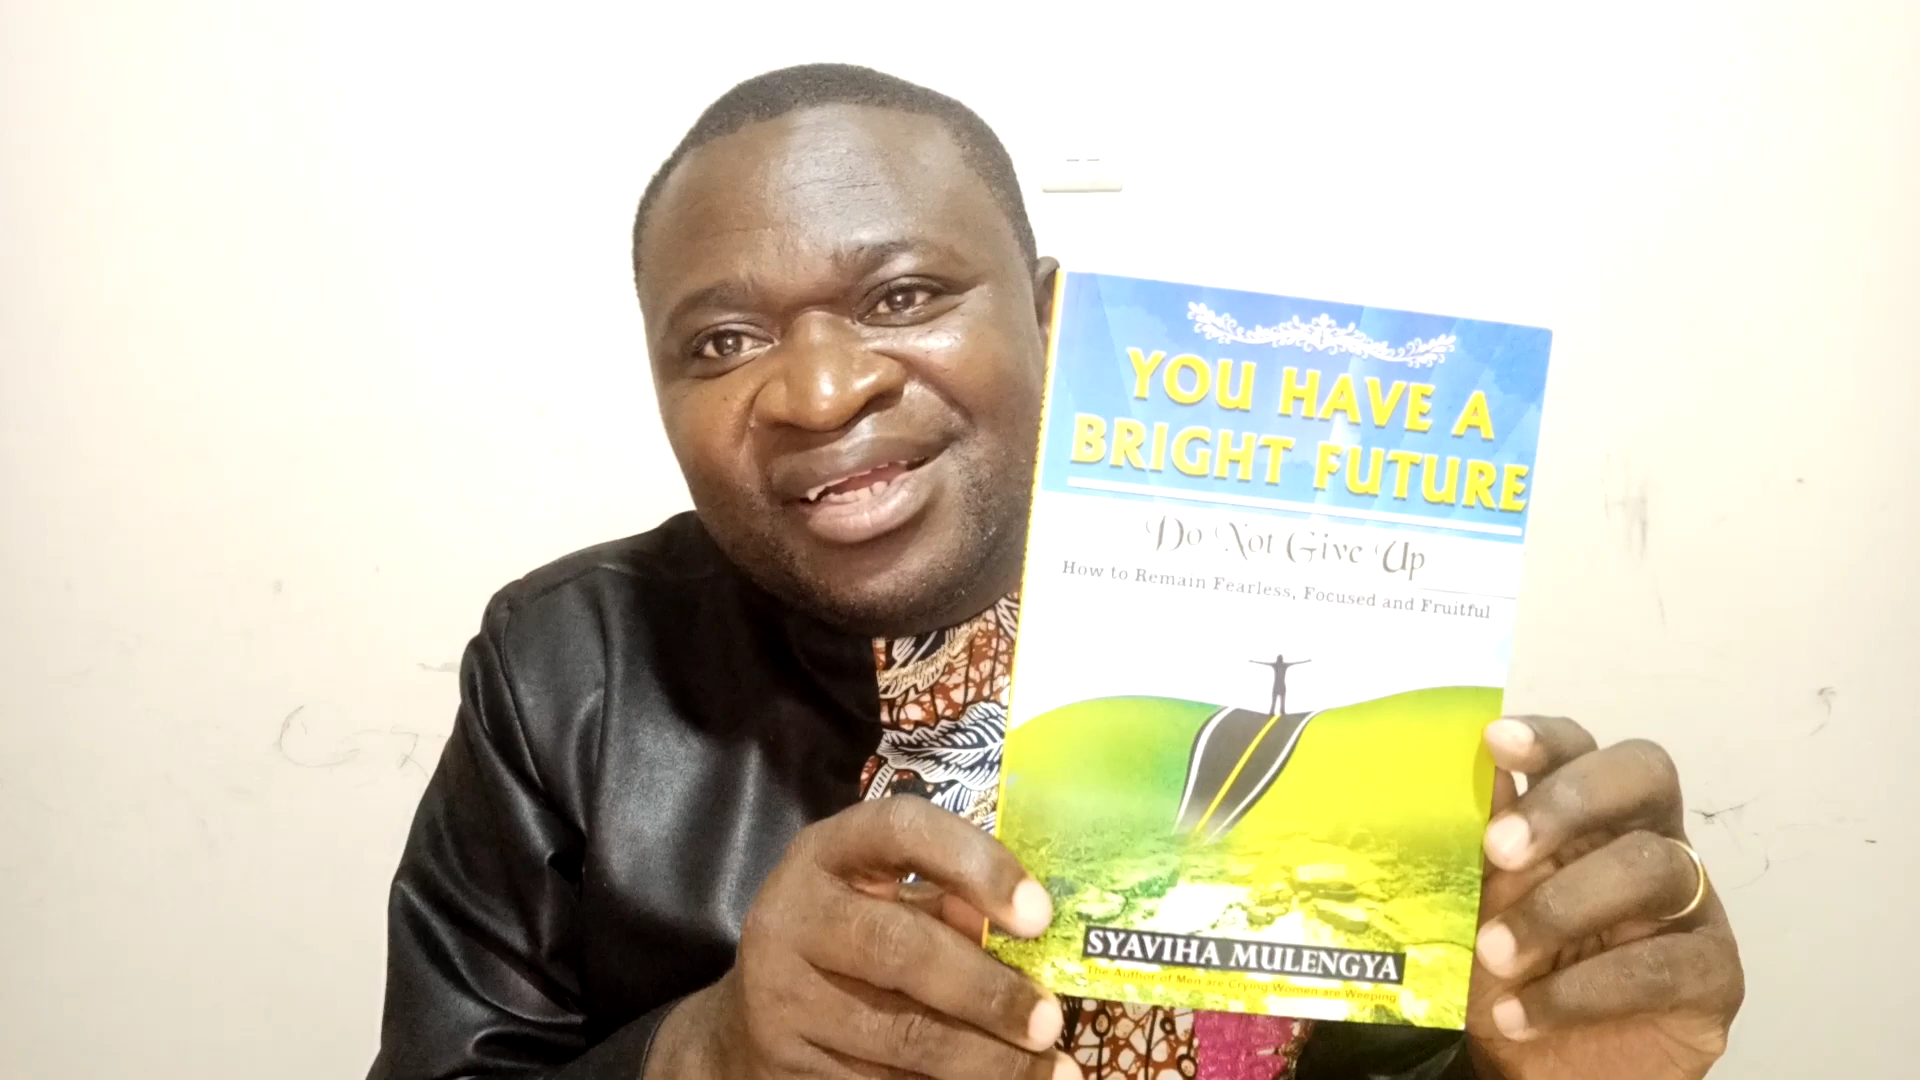 YOU HAVE A
BRIGHT FUTURE
Do Not Give Up
How to Remain Fearless, Focused and Fruitful
SYAVIHA MULENGYA
The Author of Men are Crying Women are Weeping